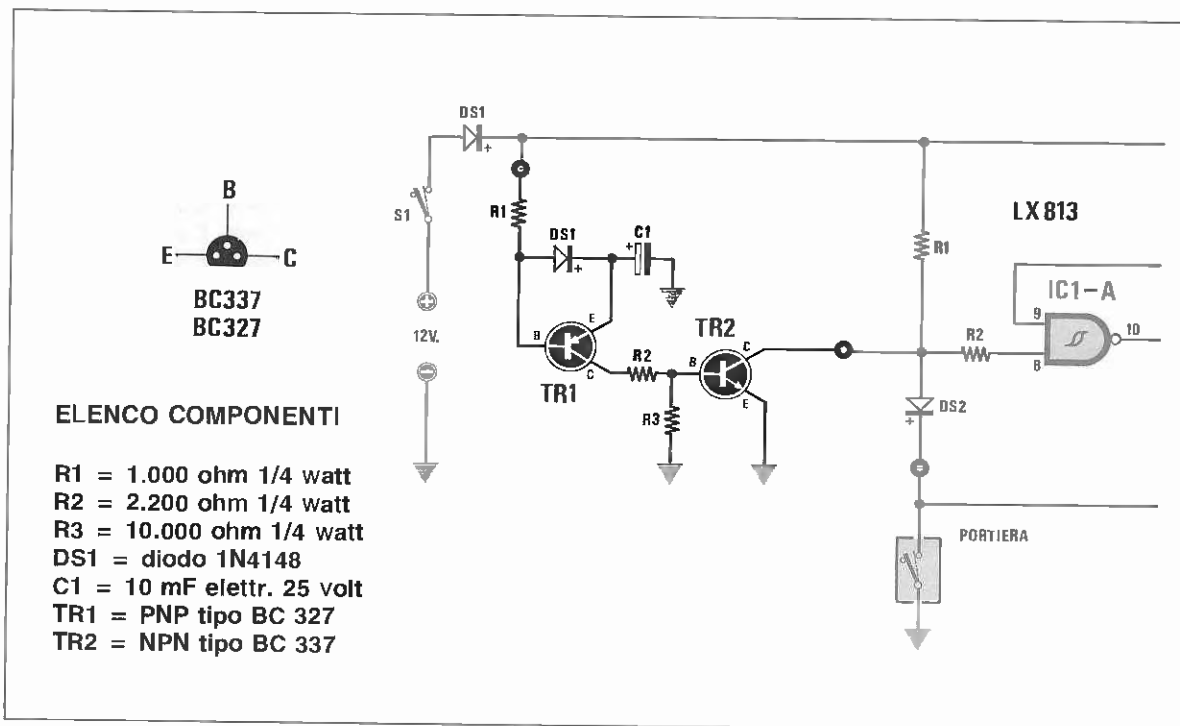 B
E
C
BC337
BC327
ELENCO COMPONENTI
R1 = 1.000 ohm 1/4 watt
R2 = 2.200 ohm 1/4 watt
R3 = 10.000 ohm 1/4 watt
DS1 = diodo 1N4148
C1 = 10 mF elettr. 25 volt
TR1 = PNP tipo BC 327
TR2 = NPN tipo BC 337
DS1
+
S1
+
12V.
−
R1
DS1
+
+
C1
B
E
C
TR1
R2
R3
TR2
B
C
E
LX 813
R1
R2
IC1-A
9
8
10
DS2
+
PORTIERA